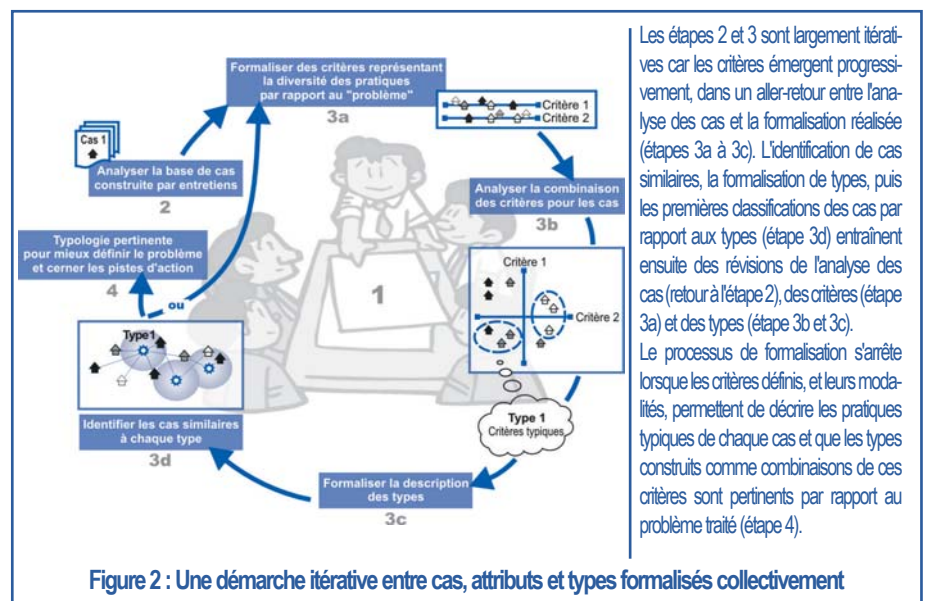 Formaliser des critères représentant
la diversité des pratiques
par rapport au "problème"
3a
Critère 1
Critère 2
Cas 1
Analyser la base de cas
construite par entretiens
2
Analyser la combinaison
des critères pour les cas
3b
Typologie pertinente
pour mieux définir le problème
et cerner les pistes d'action
4
ou
1
Critère 1
Critère 2
Type1
Type 1
Critères typiques
Identifier les cas similaires
à chaque type
3d
Formaliser la description
des types
3c
Les étapes 2 et 3 sont largement itérati-
ves car les critères émergent progressi-
vement, dans un aller-retour entre l'ana-
lyse des cas et la formalisation réalisée
(étapes 3a à 3c). L'identification de cas
similaires, la formalisation de types, puis
les premières classifications des cas par
rapport aux types (étape 3d) entraînent
ensuite des révisions de l'analyse des
cas (retour à l'étape 2), des critères (étape
3a) et des types (étape 3b et 3c).
Le processus de formalisation s'arrête
lorsque les critères définis, et leurs moda-
lités, permettent de décrire les pratiques
typiques de chaque cas et que les types
construits comme combinaisons de ces
critères sont pertinents par rapport au
problème traité (étape 4).
Figure 2 : Une démarche itérative entre cas, attributs et types formalisés collectivement